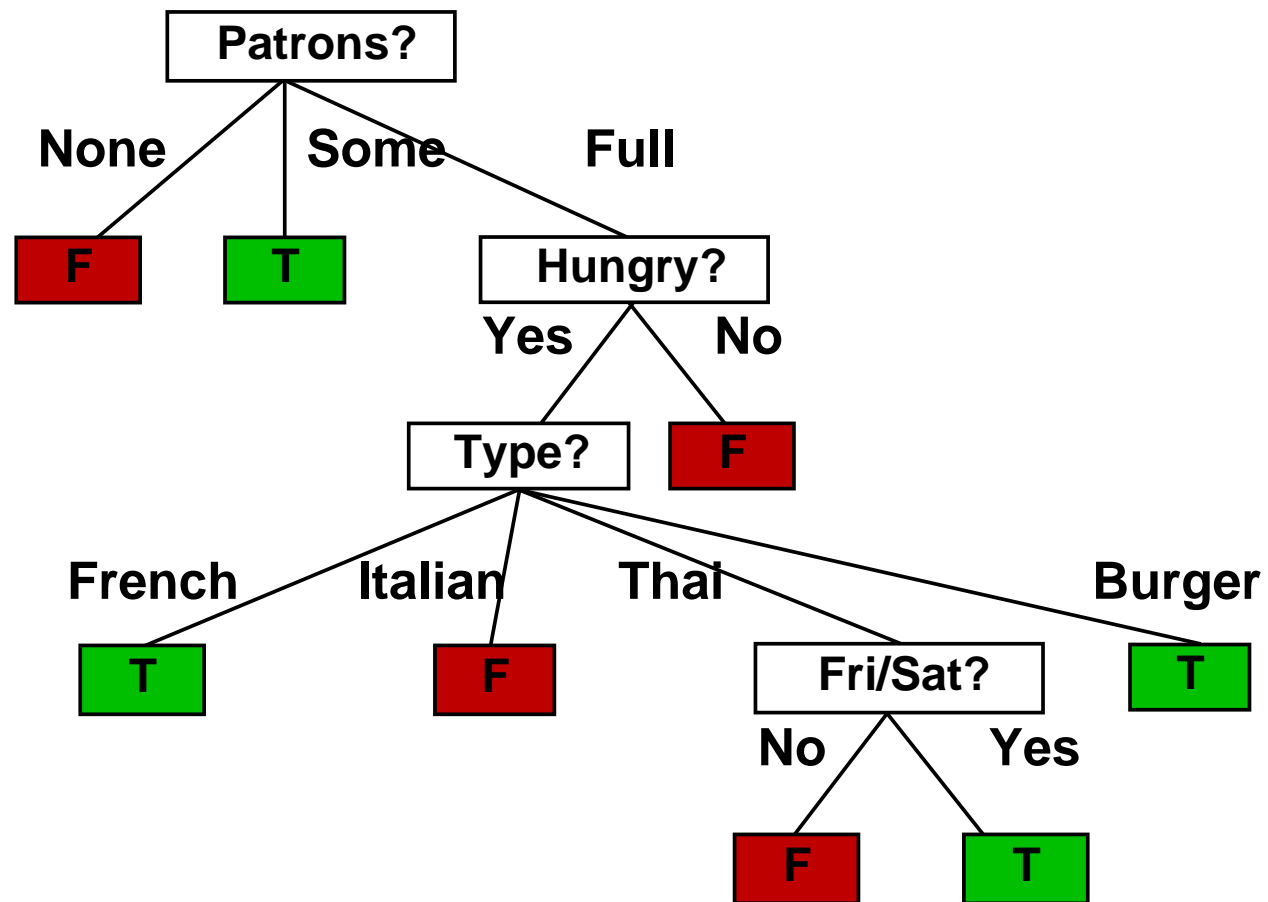 Patrons?
None Some Full
F T Hungry?
Yes No
Type? F
French Italian Thai Burger
T F Fri/Sat? T
No Yes
F T